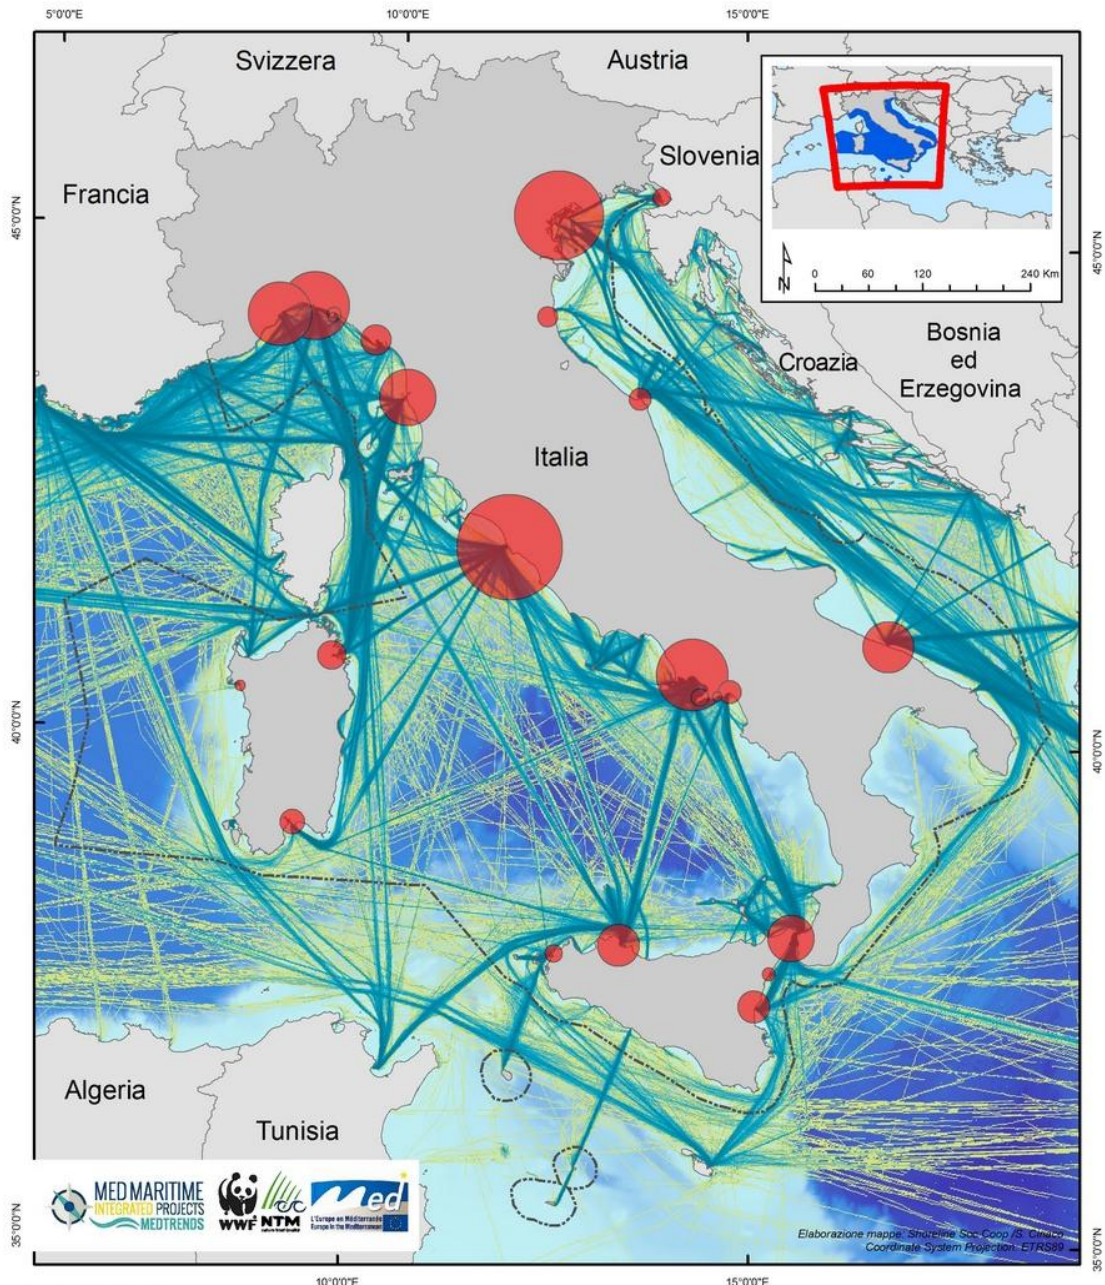 5°0'0"E
10°0'0"E
15°0'0"E
Svizzera
Austria
Slovenia
Francia
45°0'0"N
45°0'0"N
0
60
120
240 Km
Bosnia
ed
Erzegovina
Croazia
Italia
40°0'0"N
40°0'0"N
Algeria
Tunisia
MED MARITIME
INTEGRATED PROJECTS
MEDTRENDS
WWF
NTM
med
L'Europe en Méditerranée
Europe in the Mediterranean
Elaborazione mappe: Shoreline Soc Coop /S. Ciriaco
Coordinate System Projection: ETRS89
35°0'0"N
35°0'0"N
10°0'0"E
15°0'0"E